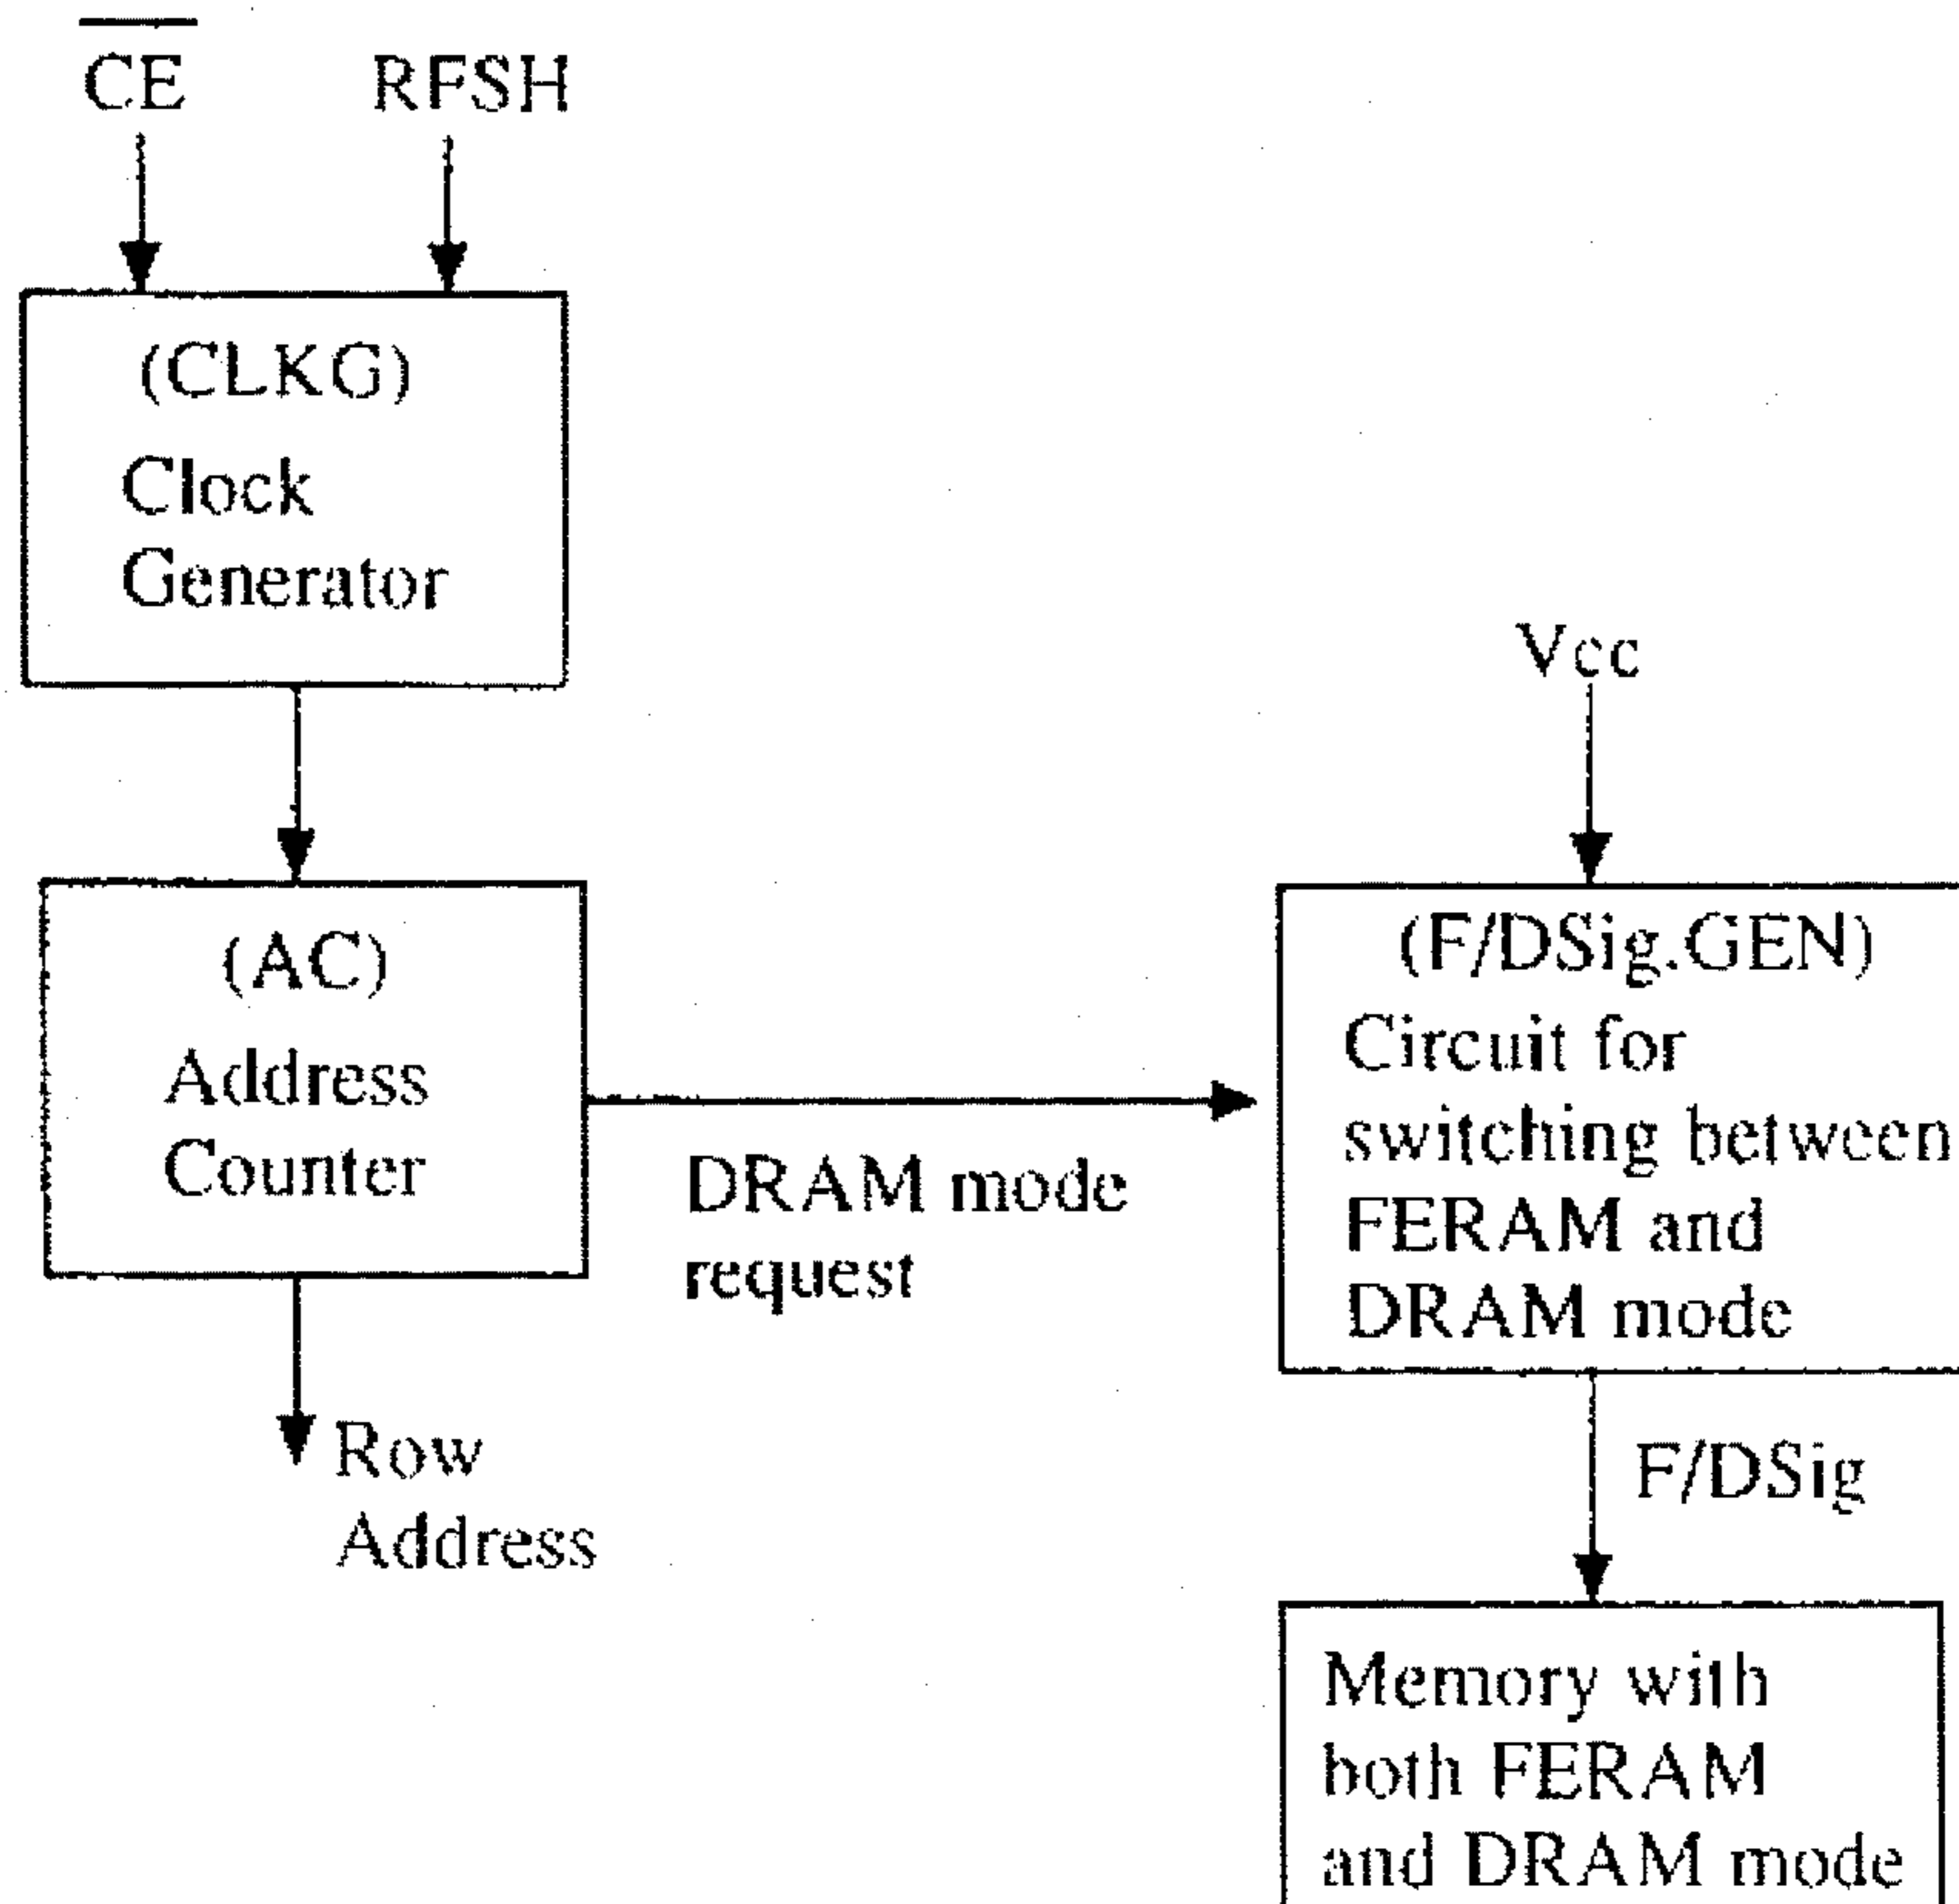 C̅E̅ RFSH
(CLKG)
Clock
Generator
Vcc
(AC)
Address
Counter
DRAM mode
request
(F/DSig.GEN)
Circuit for
switching between
FERAM and
DRAM mode
Row
Address
F/DSig
Memory with
both FERAM
and DRAM mode